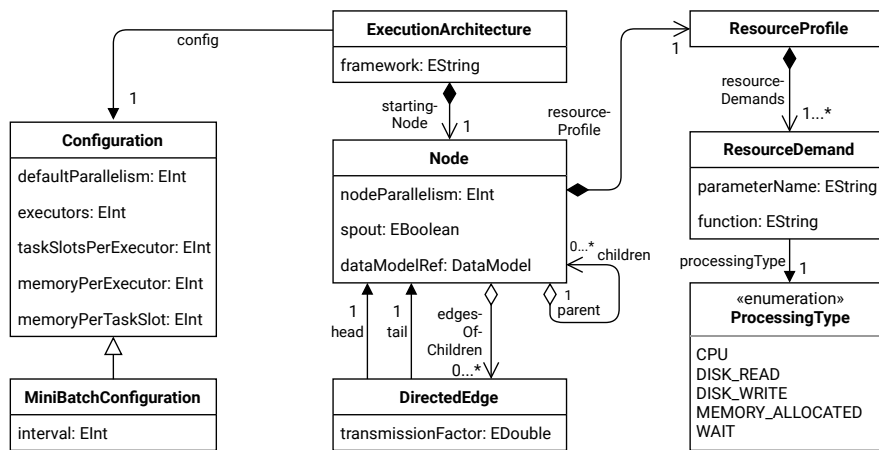 config
1
ExecutionArchitecture
framework: EString
starting-
Node
1
resource-
Profile
1
ResourceProfile
resource-
Demands
1...*
Configuration
defaultParallelism: EInt
executors: EInt
taskSlotsPerExecutor: EInt
memoryPerExecutor: EInt
memoryPerTaskSlot: EInt
Node
nodeParallelism: EInt
spout: EBoolean
dataModelRef: DataModel
0...*
children
1
parent
ResourceDemand
parameterName: EString
function: EString
processingType
1
1
head
1
tail
edges-
Of-
Children
0...*
«enumeration»
ProcessingType
CPU
DISK_READ
DISK_WRITE
MEMORY_ALLOCATED
WAIT
MiniBatchConfiguration
interval: EInt
DirectedEdge
transmissionFactor: EDouble